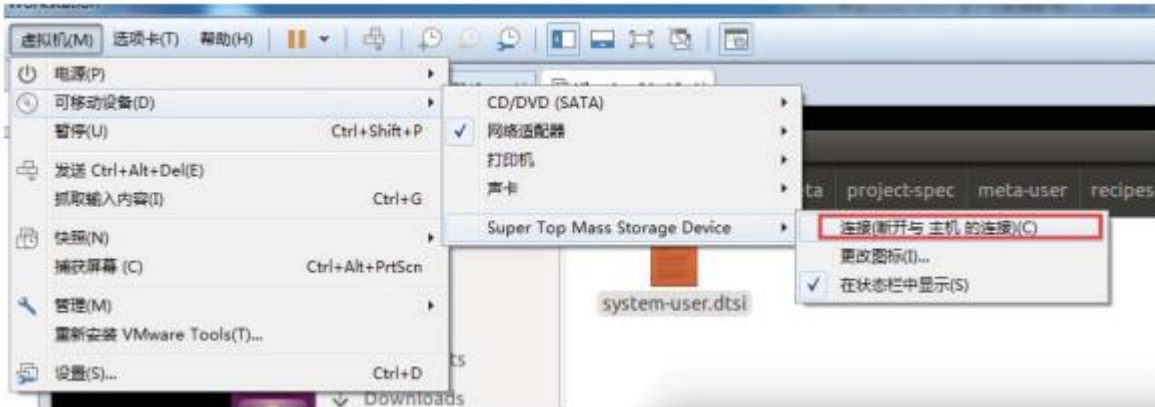 虚拟机(M) 选项卡(T) 帮助(H)
电源(P)
可移动设备(D)
暂停(U) Ctrl+Shift+P
发送 Ctrl+Alt+Del(E)
抓取输入内容(I) Ctrl+G
快照(N)
捕获屏幕 (C) Ctrl+Alt+PrtScn
管理(M)
重新安装 VMware Tools(T)...
设置(S)... Ctrl+D
CD/DVD (SATA)
网络适配器
打印机
声卡
Super Top Mass Storage Device
project-spec meta-user recipes
连接(断开与 主机 的连接)(C)
更改图标(I)...
在状态栏中显示(S)
system-user.dtsi
Downloads